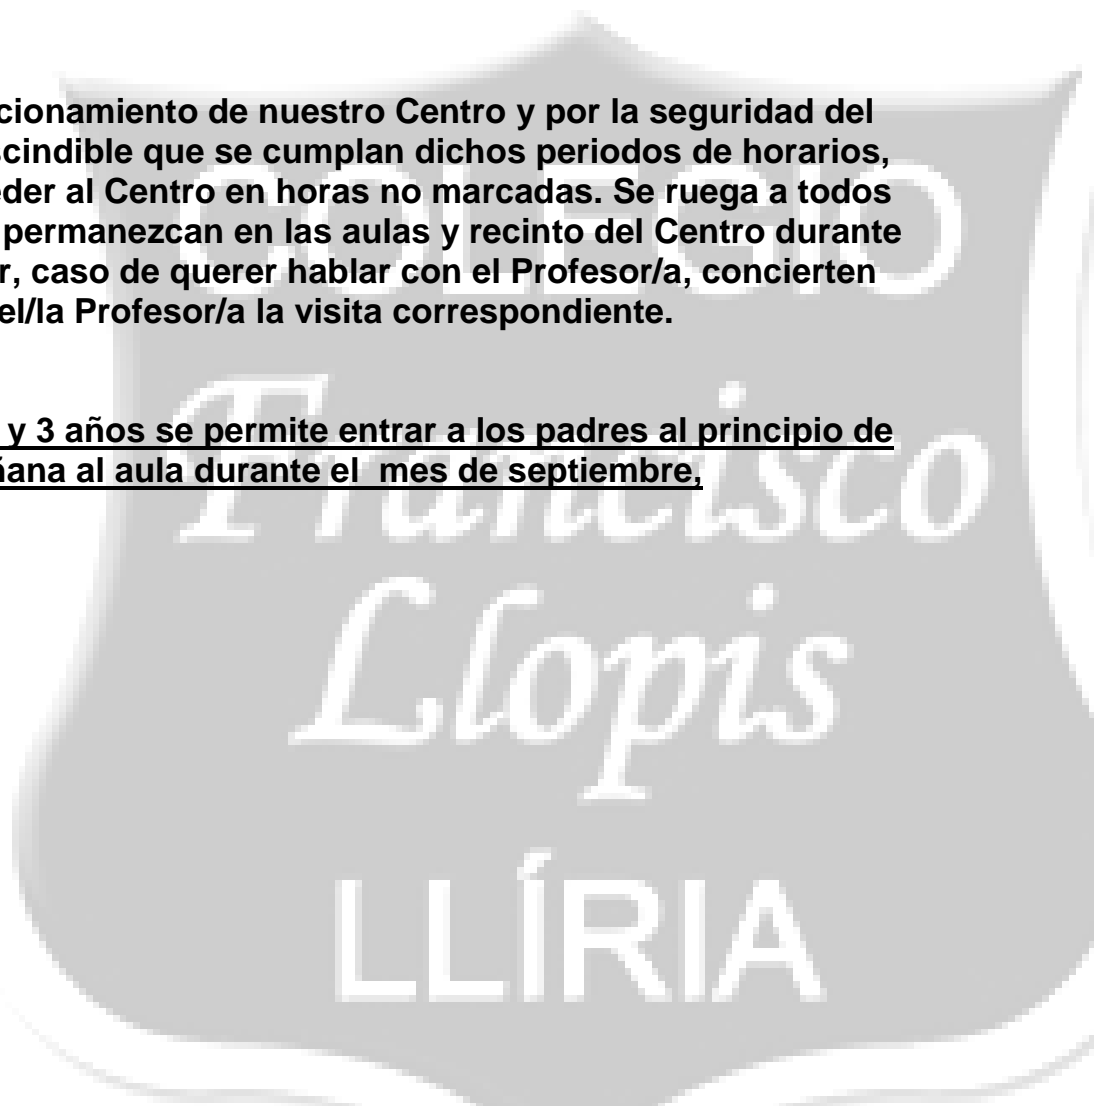 cionamiento de nuestro Centro y por la seguridad del
scindible que se cumplan dichos periodos de horarios,
eder al Centro en horas no marcadas. Se ruega a todos
permanezcan en las aulas y recinto del Centro durante
r, caso de querer hablar con el Profesor/a, concierten
el/la Profesor/a la visita correspondiente.
y 3 años se permite entrar a los padres al principio de
ñana al aula durante el  mes de septiembre,
COLEGIO
Francisco
Llopis
LLÍRIA